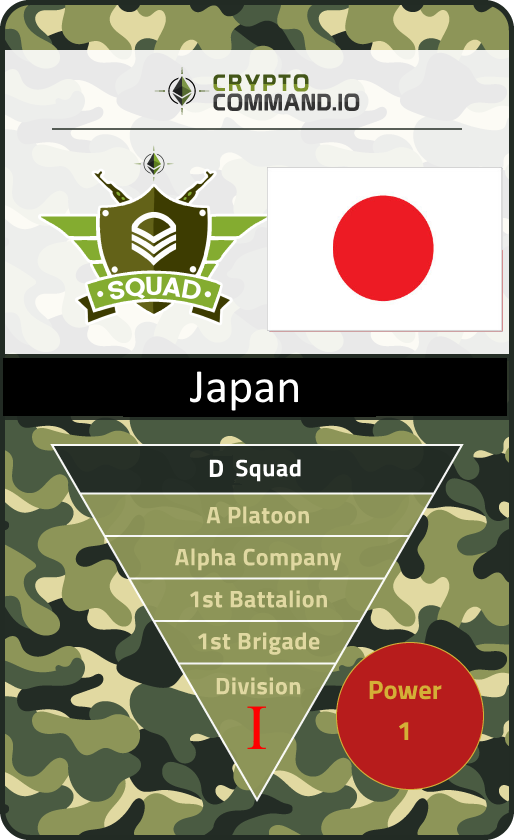 CRYPTO
COMMAND.IO
SQUAD
Japan
D Squad
A Platoon
Alpha Company
1st Battalion
1st Brigade
Division
I
Power
1